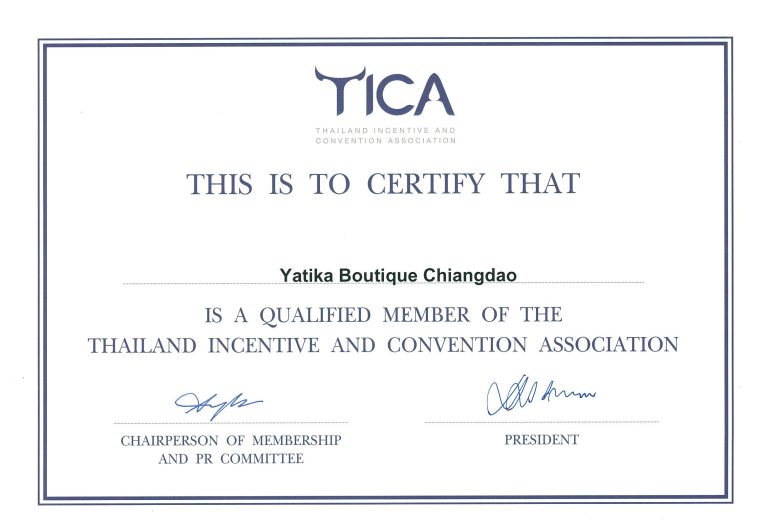 TICA
THAILAND INCENTIVE AND
CONVENTION ASSOCIATION
THIS IS TO CERTIFY THAT
Yatika Boutique Chiangdao
IS A QUALIFIED MEMBER OF THE
THAILAND INCENTIVE AND CONVENTION ASSOCIATION
CHAIRPERSON OF MEMBERSHIP
AND PR COMMITTEE
PRESIDENT